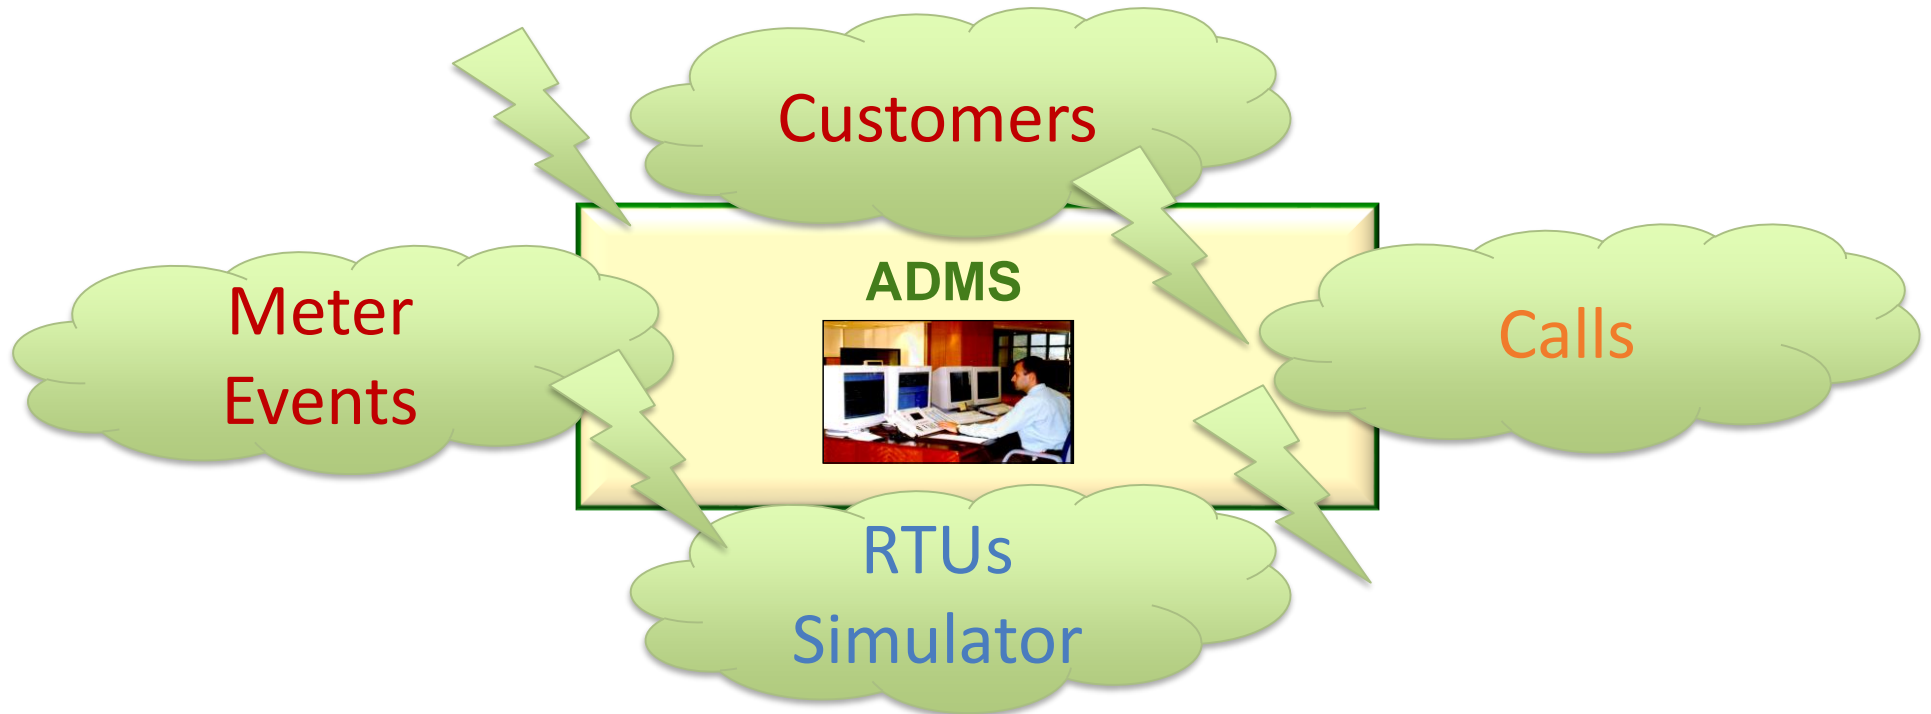 Customers
ADMS
Meter
Events
Calls
RTUs
Simulator